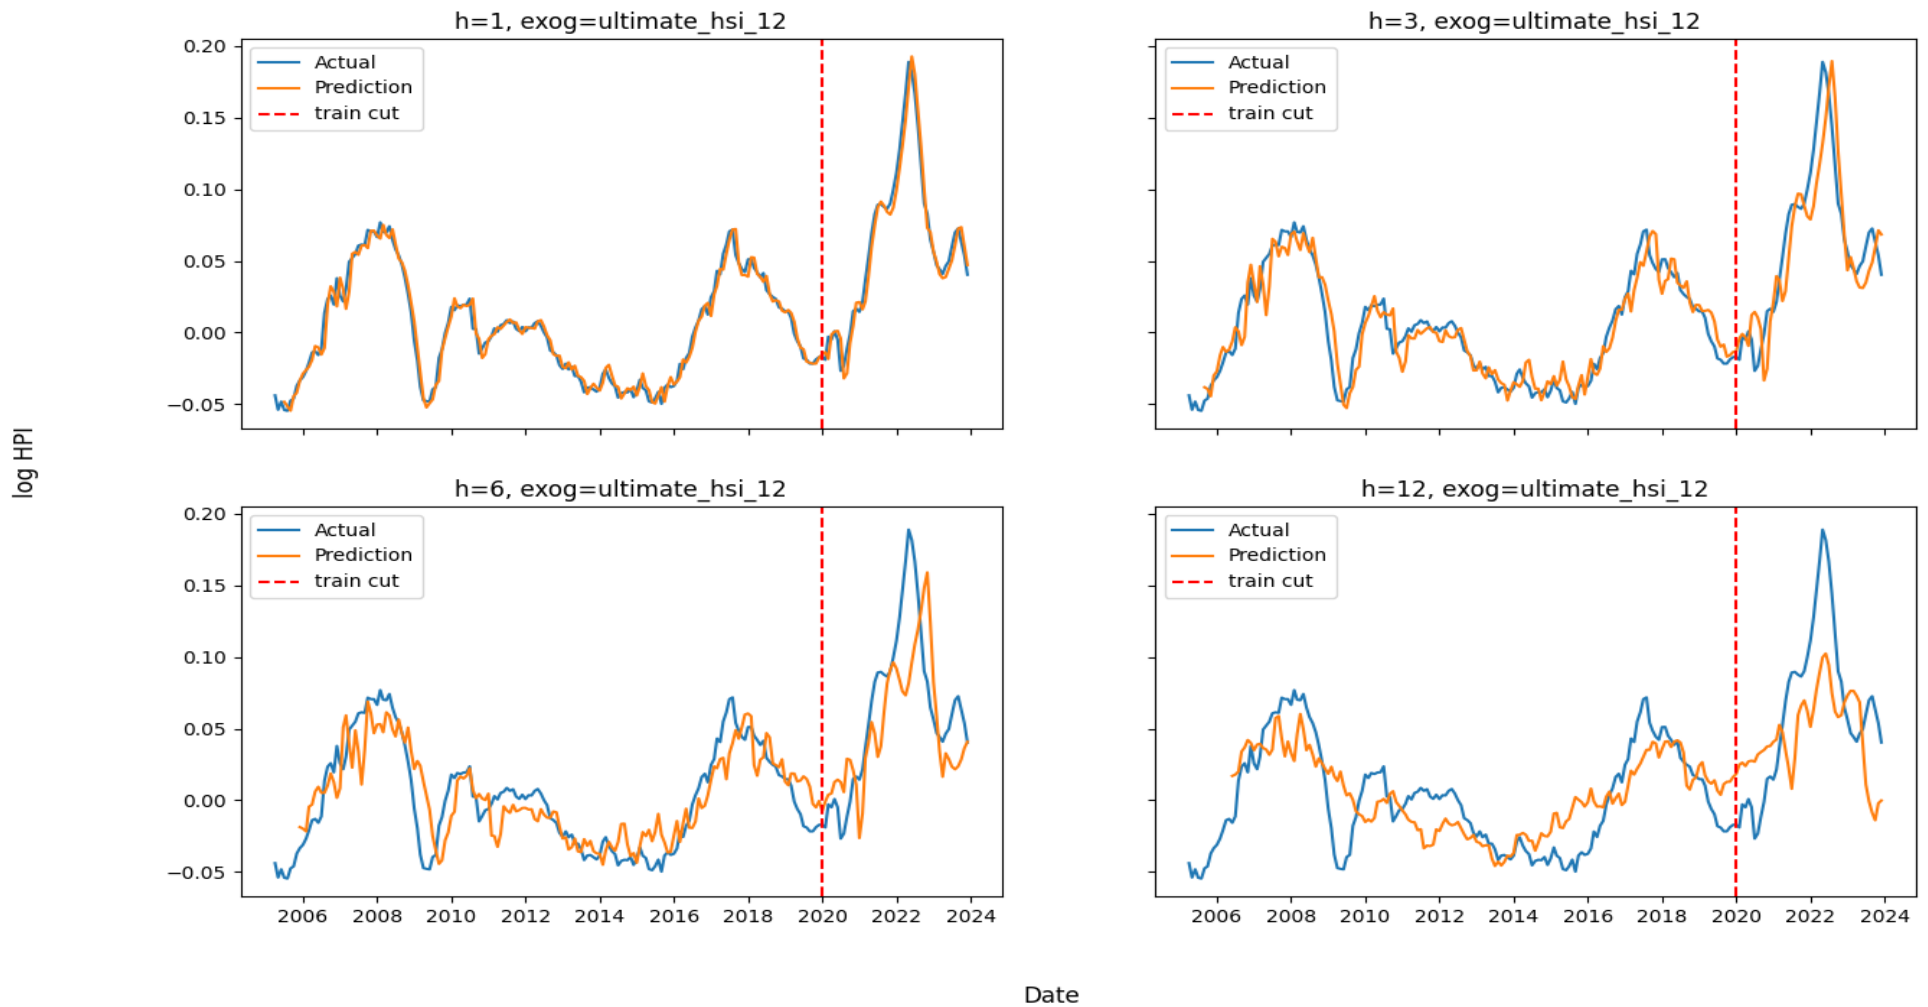 h=1, exog=ultimate_hsi_12
h=3, exog=ultimate_hsi_12
0.20
0.15
0.10
0.05
0.00
−0.05
Actual
Prediction
train cut
Actual
Prediction
train cut
log HPI
h=6, exog=ultimate_hsi_12
h=12, exog=ultimate_hsi_12
0.20
0.15
0.10
0.05
0.00
−0.05
Actual
Prediction
train cut
Actual
Prediction
train cut
2006 2008 2010 2012 2014 2016 2018 2020 2022 2024
2006 2008 2010 2012 2014 2016 2018 2020 2022 2024
Date